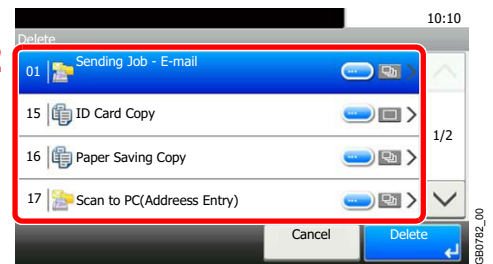 10:10
Delete
01 Sending Job - E-mail
15 ID Card Copy
16 Paper Saving Copy
1/2
17 Scan to PC(Addreess Entry)
Cancel Delete
GB0782_00